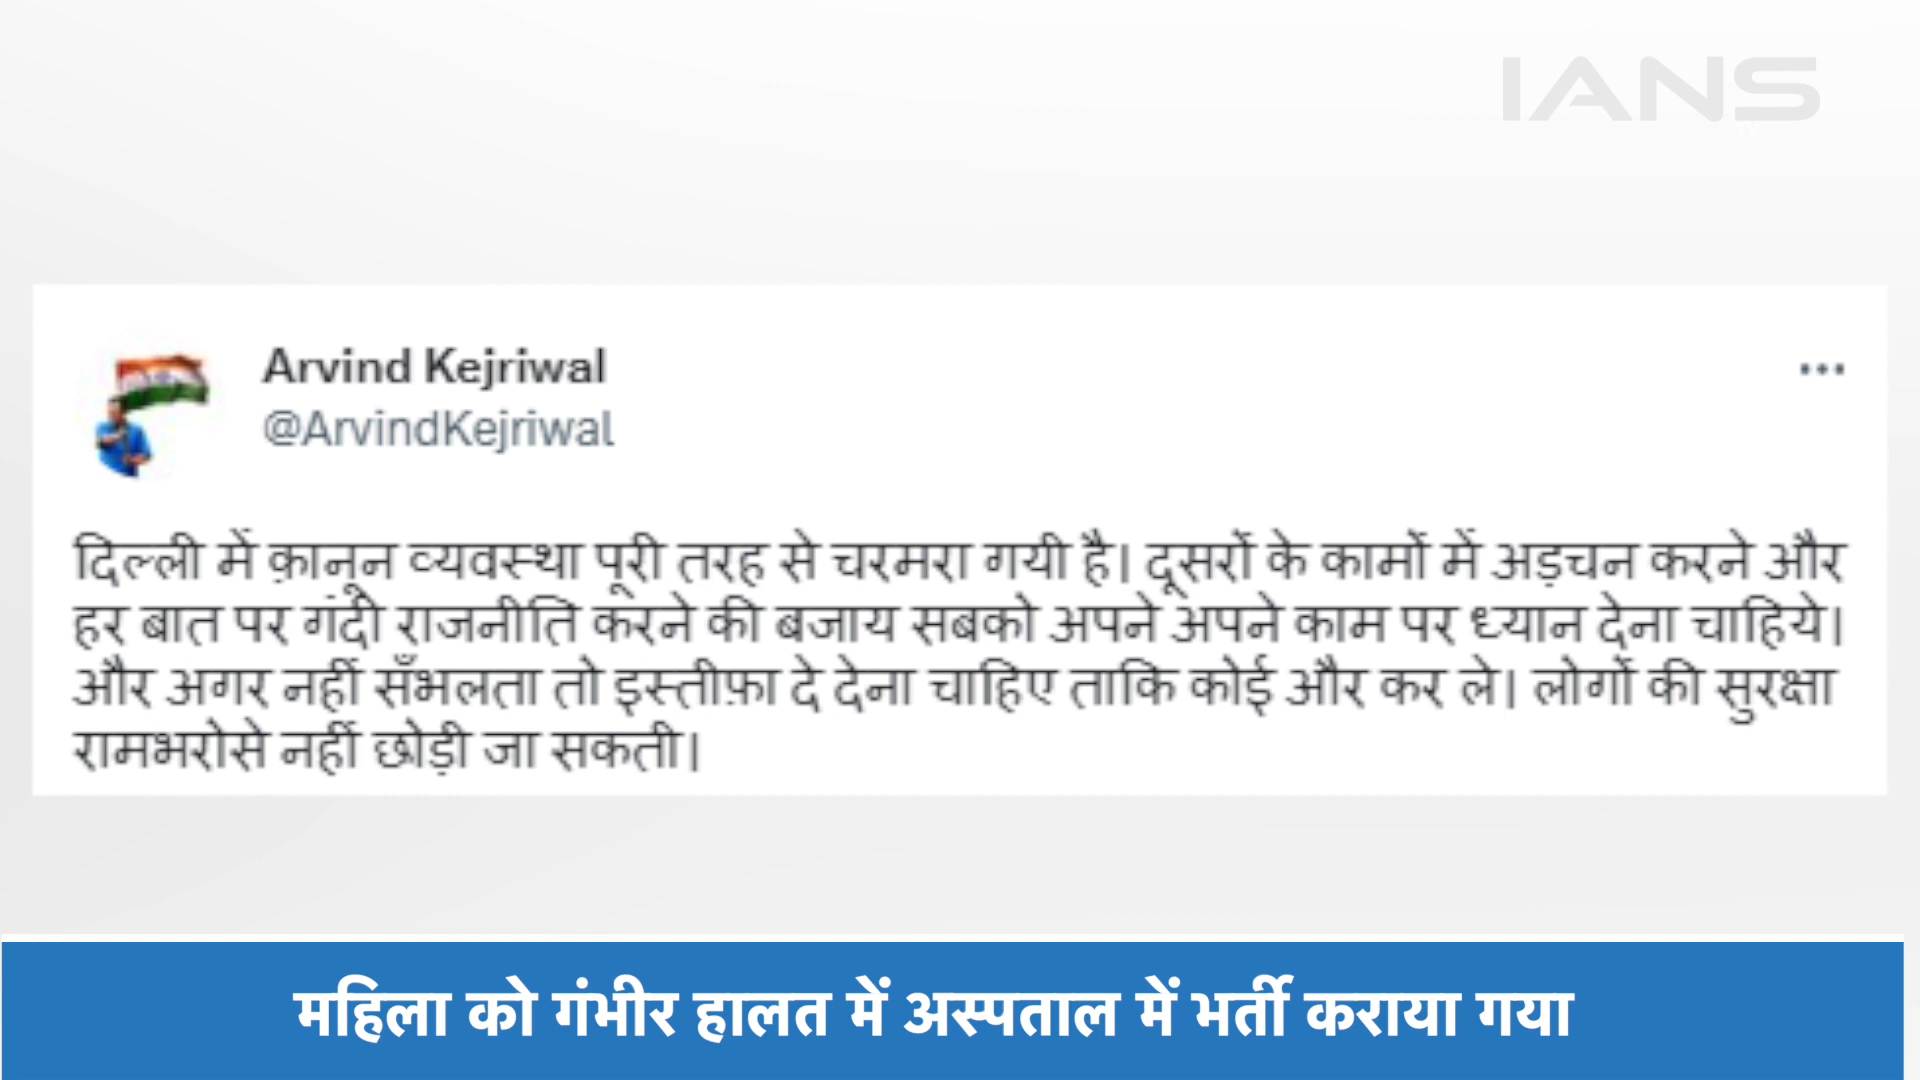 IANS
Arvind Kejriwal
@ArvindKejriwal
दिल्ली में क़ानून व्यवस्था पूरी तरह से चरमरा गयी है। दूसरों के कामों में अड़चन करने और
हर बात पर गंदी राजनीति करने की बजाय सबको अपने अपने काम पर ध्यान देना चाहिये।
और अगर नहीं सँभलता तो इस्तीफ़ा दे देना चाहिए ताकि कोई और कर ले। लोगों की सुरक्षा
रामभरोसे नहीं छोड़ी जा सकती।
महिला को गंभीर हालत में अस्पताल में भर्ती कराया गया